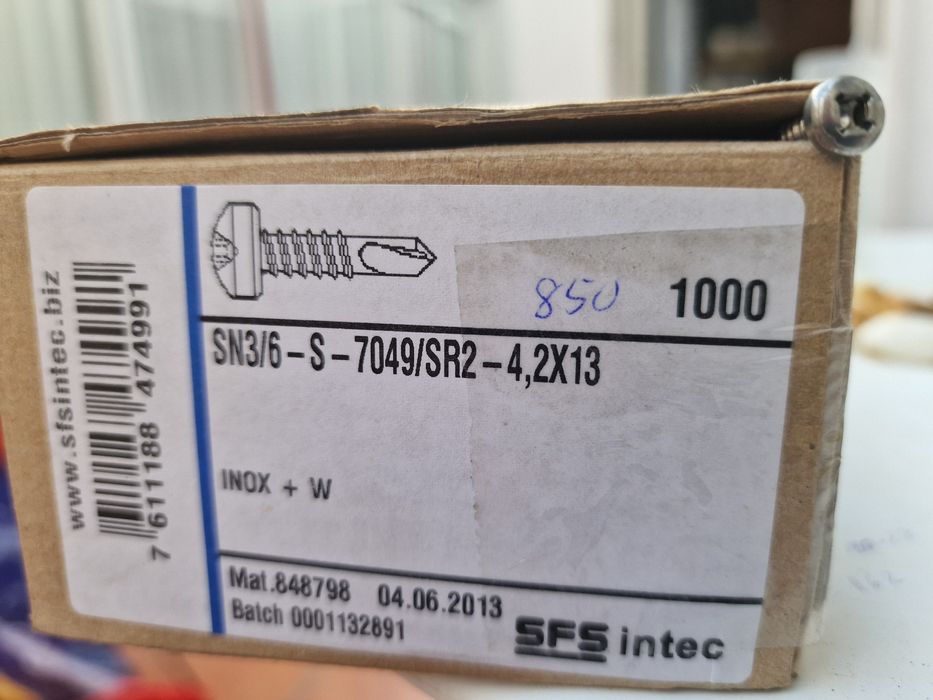 www.sfsintec.biz
7 611188 474991
850 1000
SN3/6-S-7049/SR2-4,2X13
INOX + W
Mat.848798 04.06.2013
Batch 0001132891
SFS intec